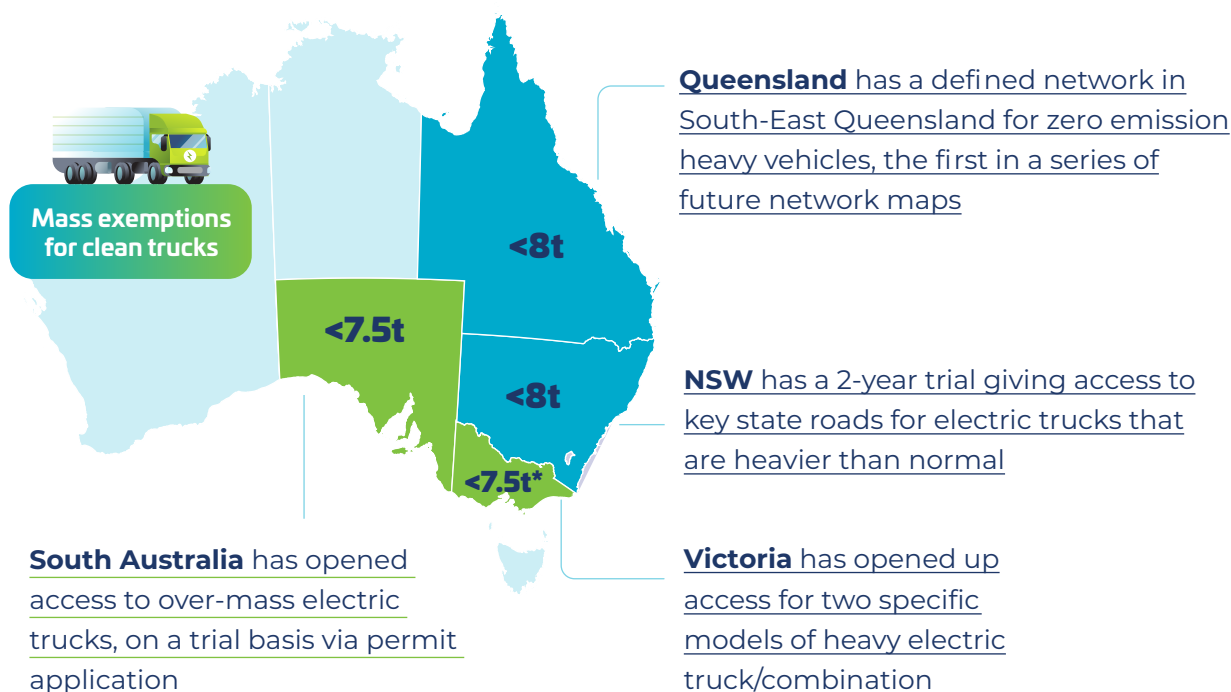 Mass exemptions
for clean trucks
<8t
<7.5t
<8t
<7.5t*
Queensland has a defined network in
South-East Queensland for zero emission
heavy vehicles, the first in a series of
future network maps
NSW has a 2-year trial giving access to
key state roads for electric trucks that
are heavier than normal
South Australia has opened
access to over-mass electric
trucks, on a trial basis via permit
application
Victoria has opened up
access for two specific
models of heavy electric
truck/combination